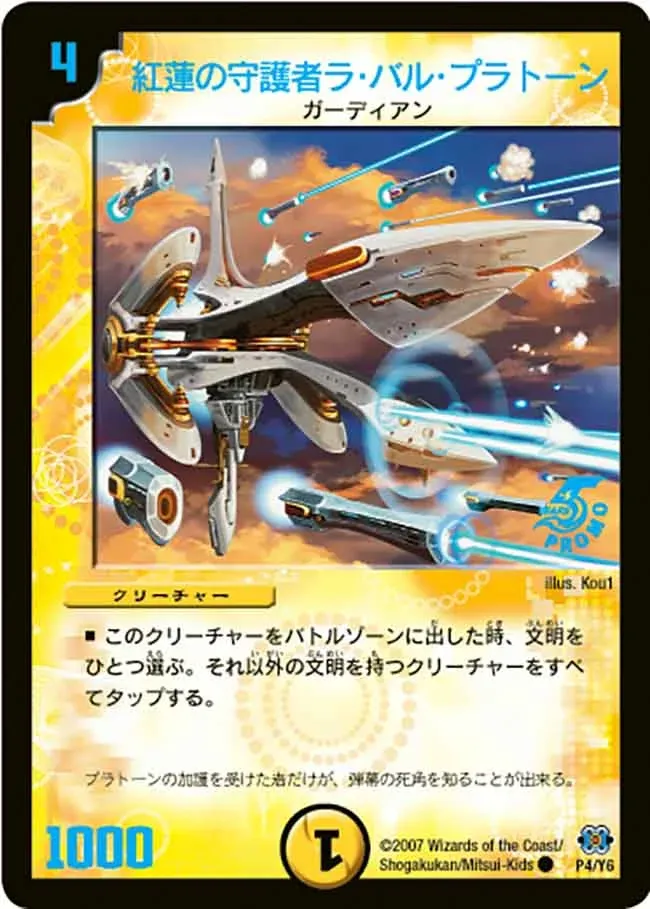 4
紅蓮の守護者ラ・バル・プラトーン
ガーディアン
PROMO
illus. Kou1
クリーチャー
■ このクリーチャーをバトルゾーンに出した時、文明を
ひとつ選ぶ。それ以外の文明を持つクリーチャーをすべ
てタップする。
プラトーンの加護を受けた者だけが、弾幕の死角を知ることが出来る。
1000
1
©2007 Wizards of the Coast/
Shogakukan/Mitsui-Kids
P4/Y6